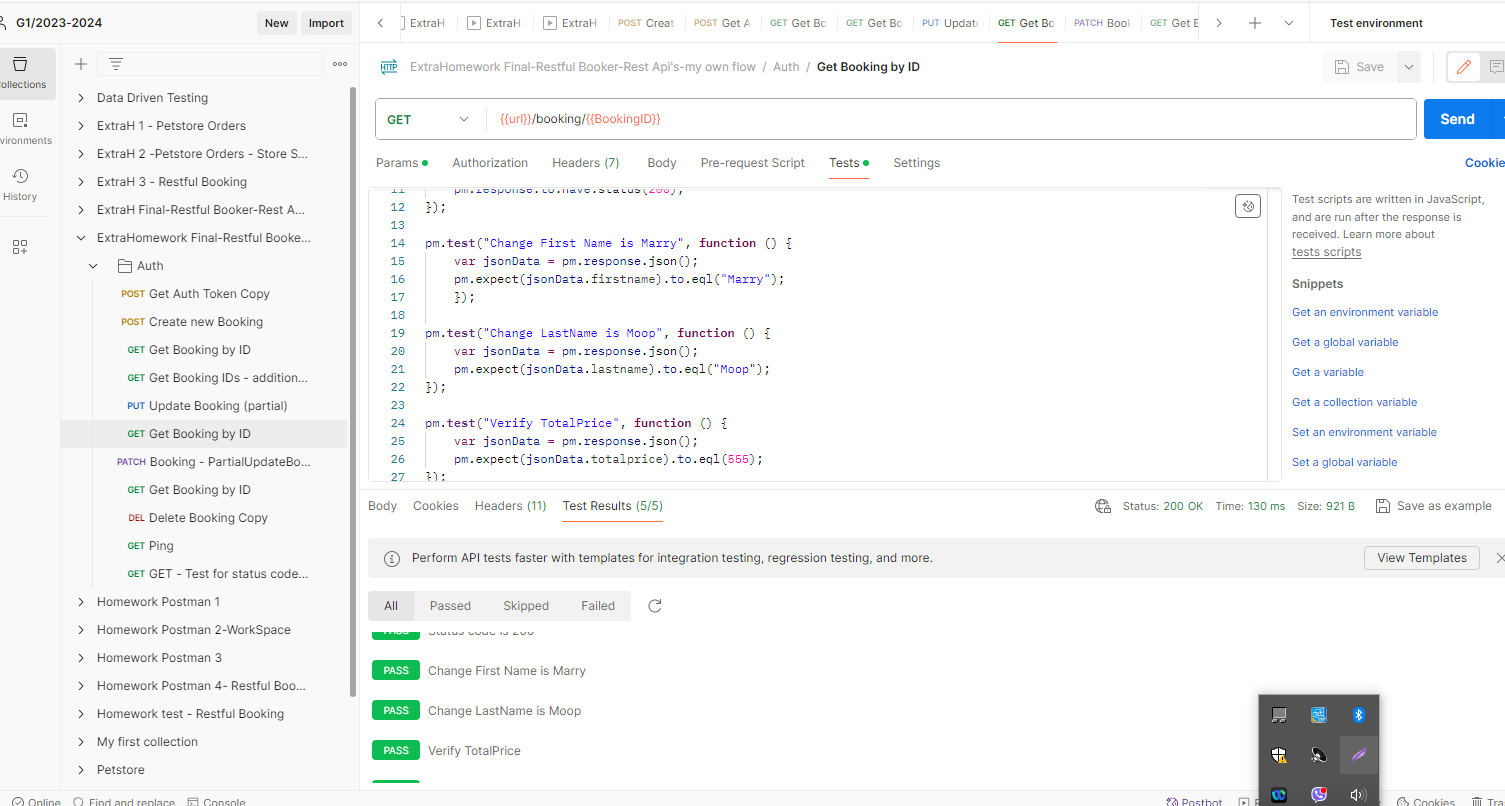 G1/2023-2024
New
Import
ExtraH
ExtraH
ExtraH
POST Creat
POST Get A
GET Get Bo
GET Get Bo
PUT Updat
GET Get Bo
PATCH Bool
GET Get E
Test environment
ollections
vironments
History
Data Driven Testing
ExtraH 1 - Petstore Orders
ExtraH 2 -Petstore Orders - Store S...
ExtraH 3 - Restful Booking
ExtraH Final-Restful Booker-Rest A...
ExtraHomework Final-Restful Booke...
Auth
POST Get Auth Token Copy
POST Create new Booking
GET Get Booking by ID
GET Get Booking IDs - addition...
PUT Update Booking (partial)
GET Get Booking by ID
PATCH Booking - PartialUpdateBo...
GET Get Booking by ID
DEL Delete Booking Copy
GET Ping
GET GET - Test for status code...
Homework Postman 1
Homework Postman 2-WorkSpace
Homework Postman 3
Homework Postman 4- Restful Boo...
Homework test - Restful Booking
My first collection
Petstore
HTTP ExtraHomework Final-Restful Booker-Rest Api's-my own flow / Auth / Get Booking by ID
Save
GET {{url}}/booking/{{BookingID}}
Send
Params Authorization Headers (7) Body Pre-request Script Tests Settings
Cookie
11 pm.response.to.have.status(200);
12 });
13
14 pm.test("Change First Name is Marry", function () {
15 var jsonData = pm.response.json();
16 pm.expect(jsonData.firstname).to.eql("Marry");
17 });
18
19 pm.test("Change LastName is Moop", function () {
20 var jsonData = pm.response.json();
21 pm.expect(jsonData.lastname).to.eql("Moop");
22 });
23
24 pm.test("Verify TotalPrice", function () {
25 var jsonData = pm.response.json();
26 pm.expect(jsonData.totalprice).to.eql(555);
27 });
Test scripts are written in JavaScript,
and are run after the response is
received. Learn more about
tests scripts
Snippets
Get an environment variable
Get a global variable
Get a variable
Get a collection variable
Set an environment variable
Set a global variable
Body Cookies Headers (11) Test Results (5/5)
Status: 200 OK Time: 130 ms Size: 921 B
Save as example
Perform API tests faster with templates for integration testing, regression testing, and more.
View Templates
All Passed Skipped Failed
PASS Status code is 200
PASS Change First Name is Marry
PASS Change LastName is Moop
PASS Verify TotalPrice
Online
Find and replace
Console
Postbot
Cookies
Tra